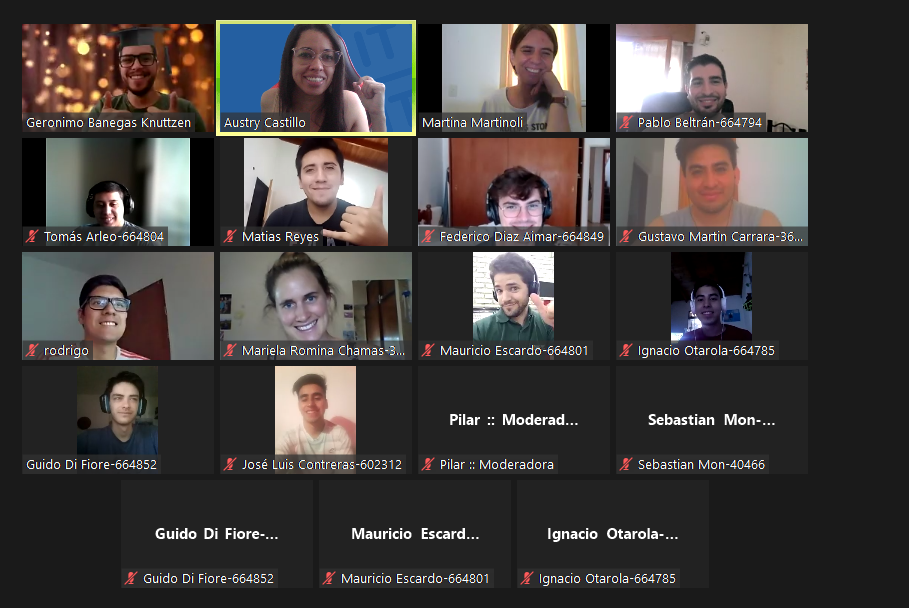 Geronimo Banegas Knuttzen
IT
IT
Austry Castillo
STOP
Martina Martinoli
Pablo Beltrán-664794
Tomás Arleo-664804
Matias Reyes
Federico Diaz Aimar-664849
Gustavo Martin Carrara-36...
rodrigo
Mariela Romina Chamas-3...
Mauricio Escardo-664801
Ignacio Otarola-664785
Guido Di Fiore-664852
José Luis Contreras-602312
Pilar :: Moderad...
Pilar :: Moderadora
Sebastian Mon-...
Sebastian Mon-40466
Guido Di Fiore-...
Guido Di Fiore-664852
Mauricio Escard...
Mauricio Escardo-664801
Ignacio Otarola-...
Ignacio Otarola-664785